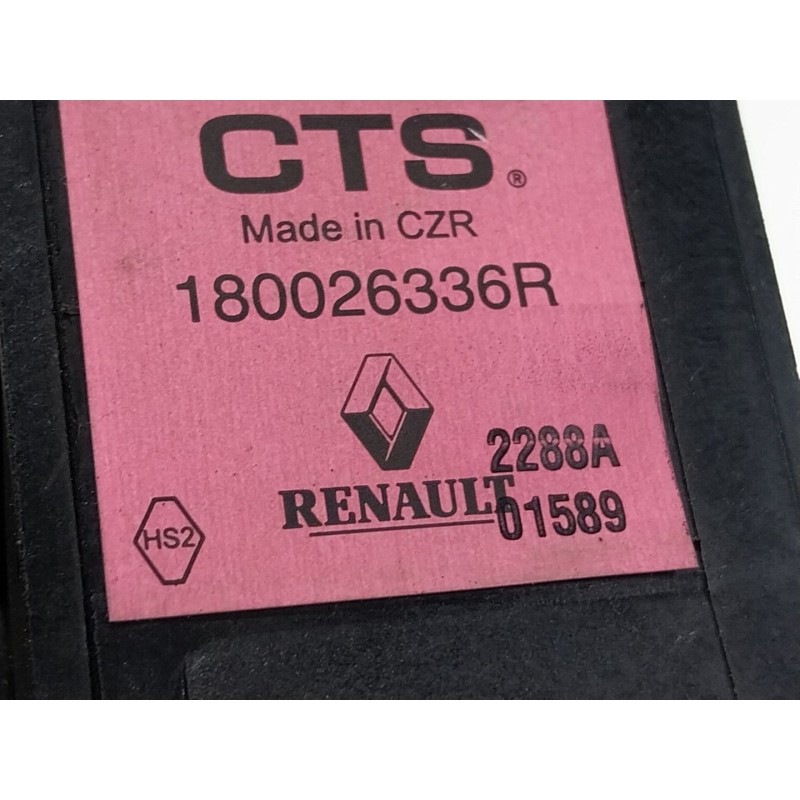 CTS®
Made in CZR
180026336R
2288A
RENAULT
01589
HS2